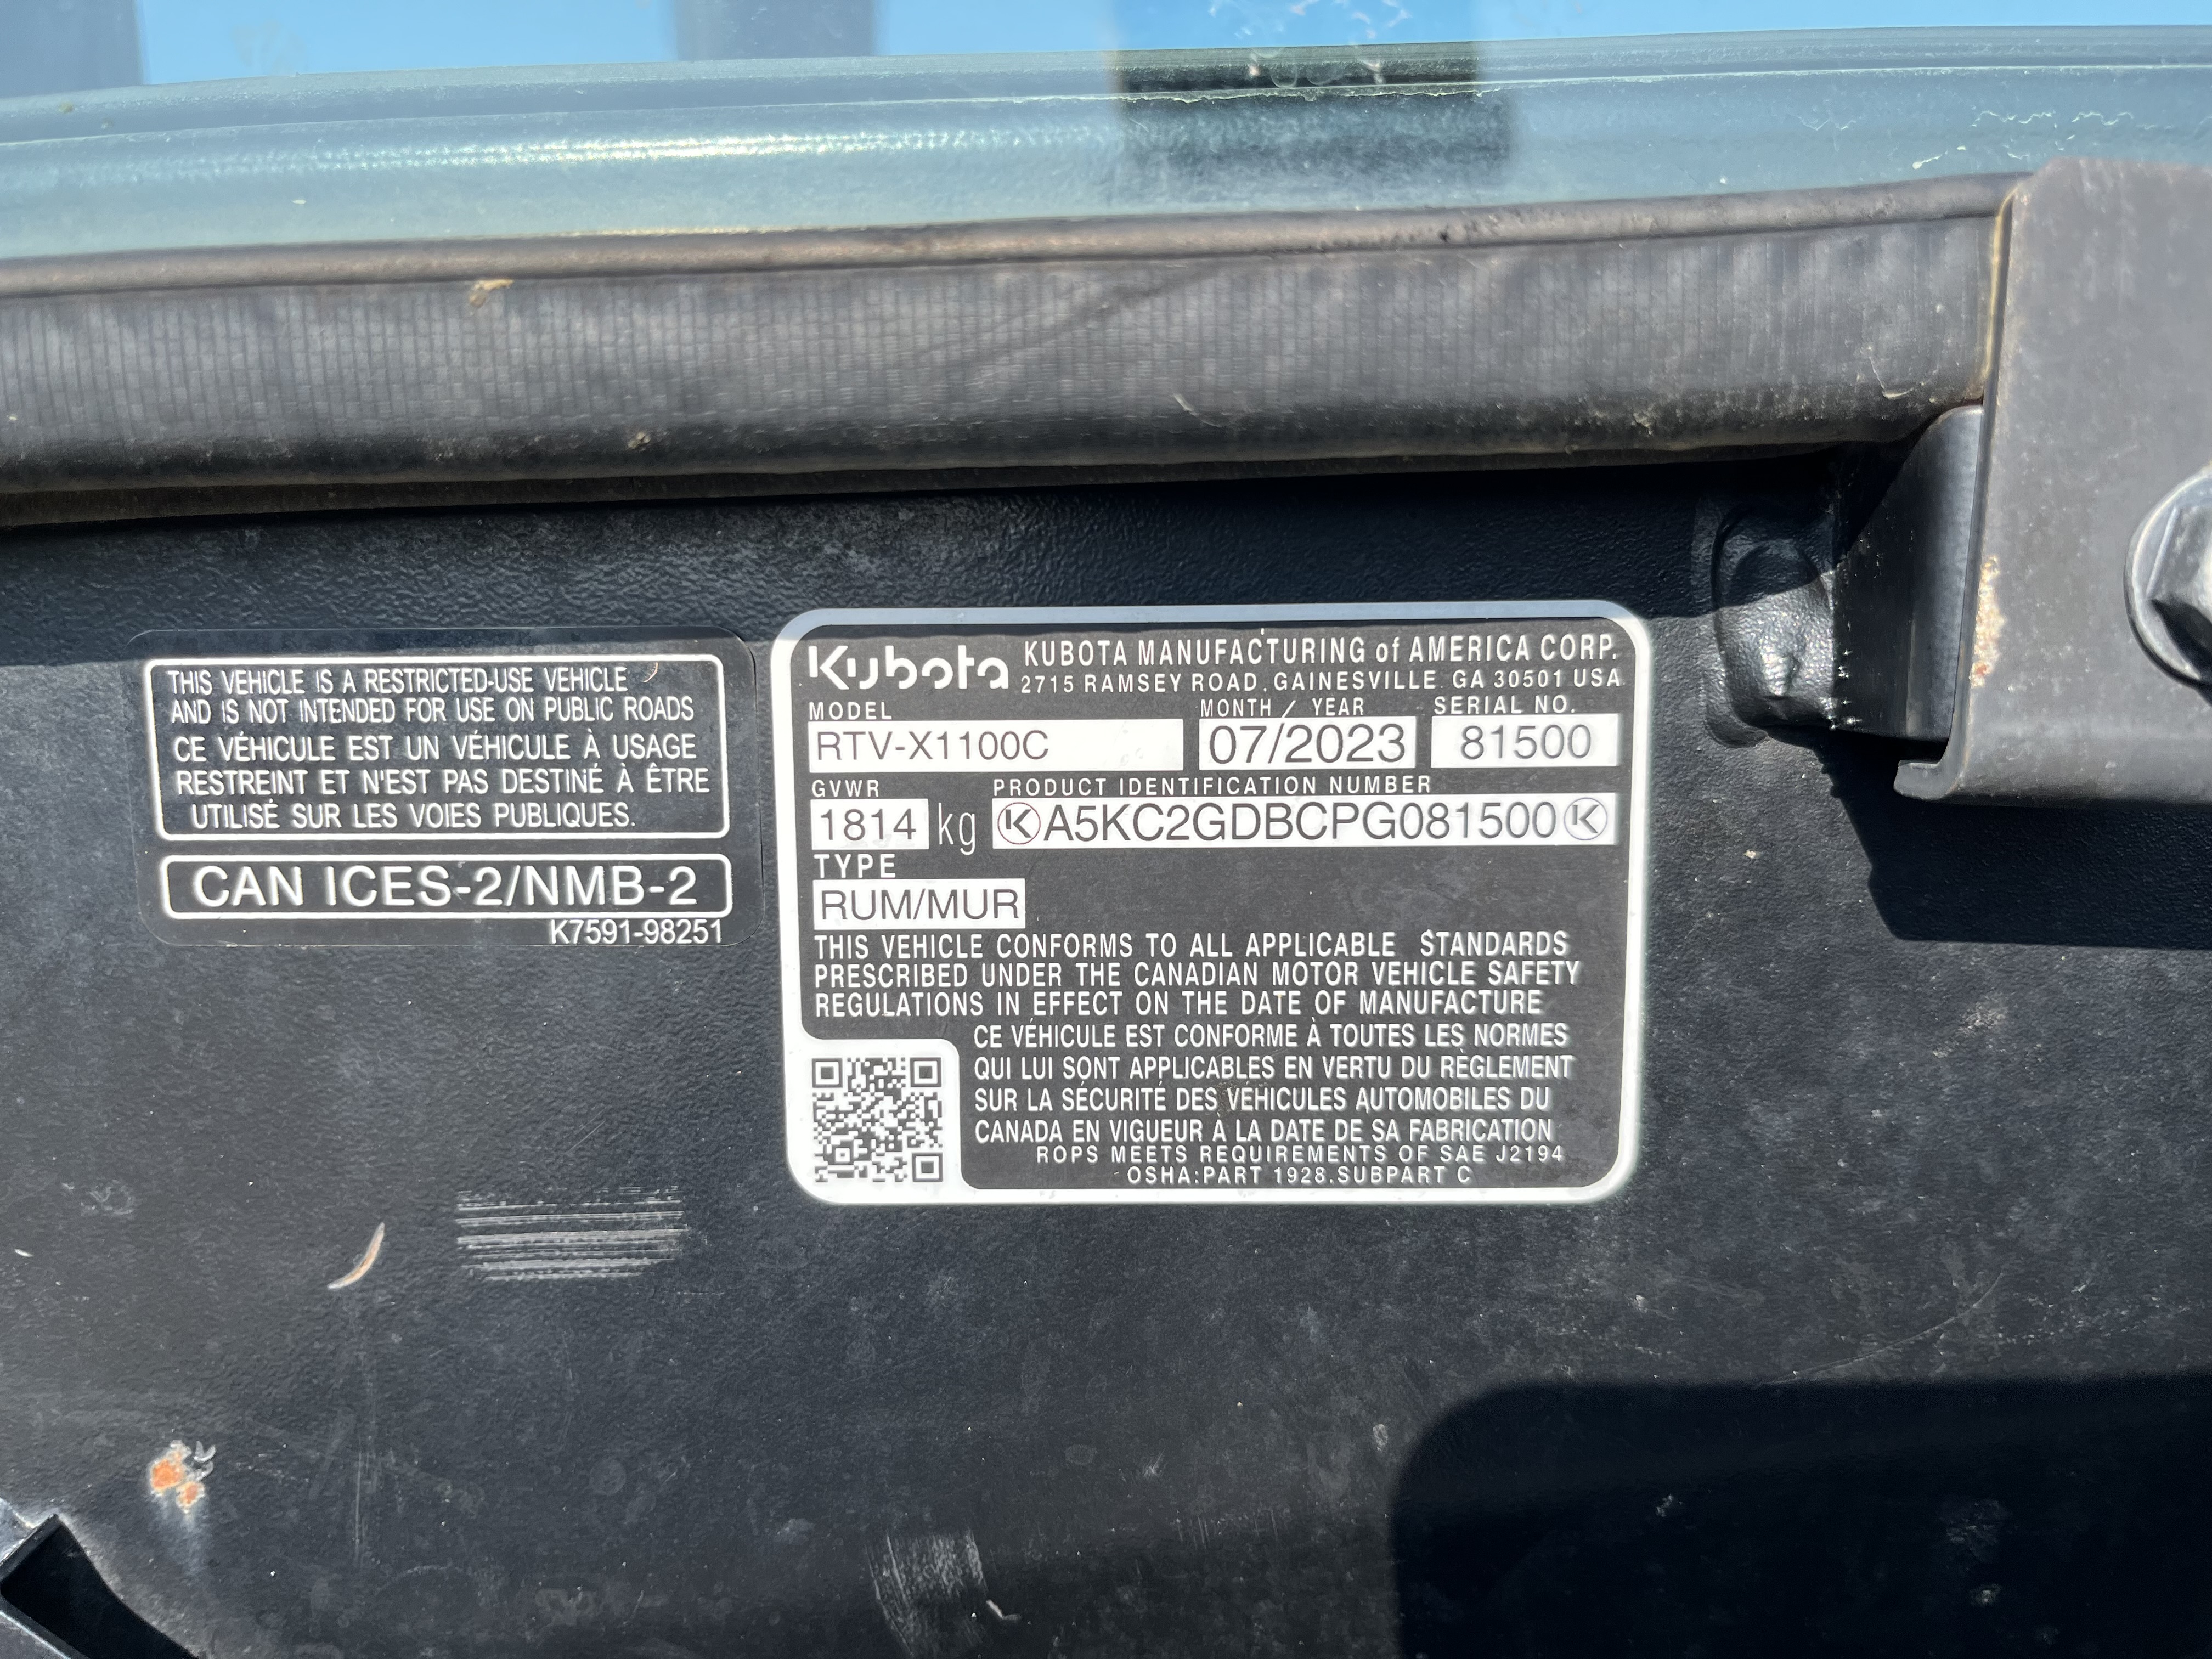 THIS VEHICLE IS A RESTRICTED-USE VEHICLE
AND IS NOT INTENDED FOR USE ON PUBLIC ROADS
CE VÉHICULE EST UN VÉHICULE À USAGE
RESTREINT ET N'EST PAS DESTINÉ À ÊTRE
UTILISÉ SUR LES VOIES PUBLIQUES.
CAN ICES-2/NMB-2
K7591-98251
Kubota KUBOTA MANUFACTURING of AMERICA CORP.
2715 RAMSEY ROAD, GAINESVILLE GA 30501 USA
MODEL MONTH / YEAR SERIAL NO.
RTV-X1100C 07/2023 81500
GVWR PRODUCT IDENTIFICATION NUMBER
1814 kg K A5KC2GDBCPG081500 K
TYPE
RUM/MUR
THIS VEHICLE CONFORMS TO ALL APPLICABLE STANDARDS
PRESCRIBED UNDER THE CANADIAN MOTOR VEHICLE SAFETY
REGULATIONS IN EFFECT ON THE DATE OF MANUFACTURE
CE VÉHICULE EST CONFORME À TOUTES LES NORMES
QUI LUI SONT APPLICABLES EN VERTU DU RÈGLEMENT
SUR LA SÉCURITÉ DES VÉHICULES AUTOMOBILES DU
CANADA EN VIGUEUR À LA DATE DE SA FABRICATION
ROPS MEETS REQUIREMENTS OF SAE J2194
OSHA:PART 1928.SUBPART C